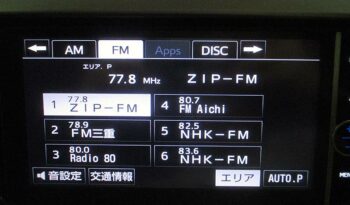 AM FM Apps DISC
エリア. P
77.8 MHz ZIP-FM
1 77.8 ZIP-FM
4 80.7 FM Aichi
2 78.9 FM三重
5 82.5 NHK-FM
3 80.0 Radio 80
6 83.6 NHK-FM
音設定 交通情報 エリア AUTO.P